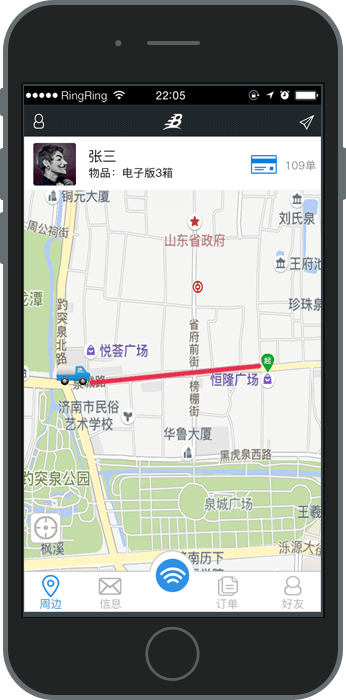 RingRing
22:05
张三
物品：电子版3箱
109单
铜元大厦
刘氏泉
周公祠街
山东省政府
王府池
龙潭
珍珠泉
趵突泉北路
省府前街
悦荟广场
起
恒隆广场
泉城路
榜棚街
济南市民俗
艺术学校
华鲁大厦
黑虎泉西路
趵突泉公园
泉城广场
王羲
枫溪
济南历下
泺源大街
周边
信息
订单
好友